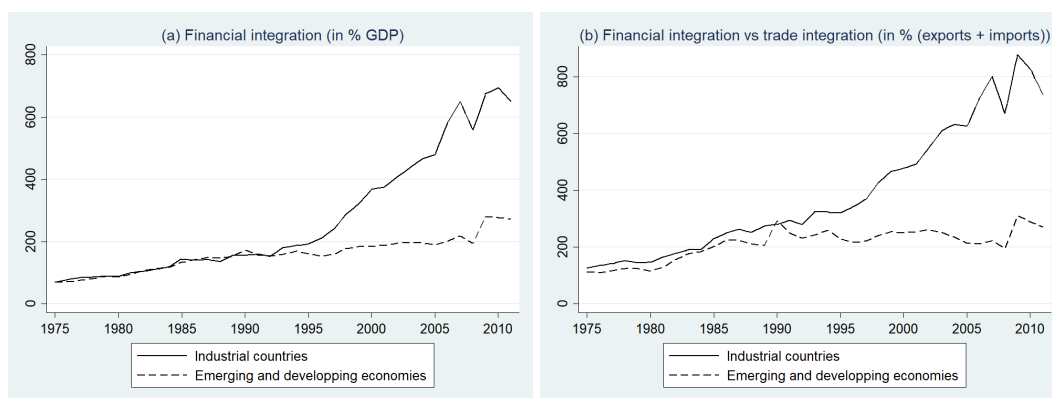 (a) Financial integration (in % GDP)
800
600
400
200
0
1975 1980 1985 1990 1995 2000 2005 2010
Industrial countries
Emerging and developping economies
(b) Financial integration vs trade integration (in % (exports + imports))
800
600
400
200
0
1975 1980 1985 1990 1995 2000 2005 2010
Industrial countries
Emerging and developping economies